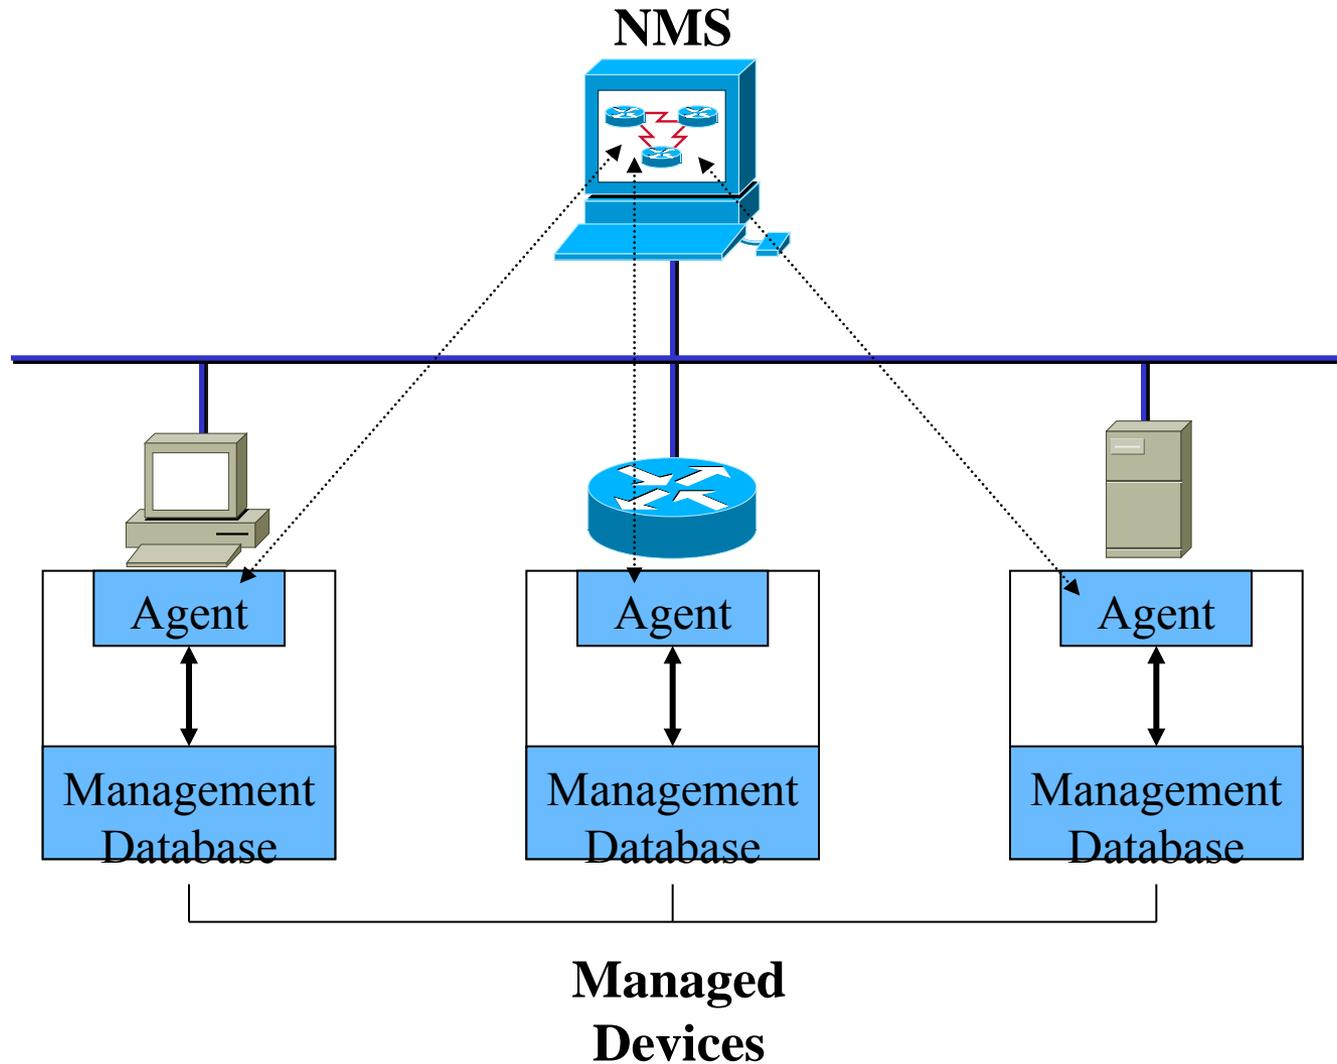 NMS
Agent
Agent
Agent
Management
Database
Management
Database
Management
Database
Managed
Devices